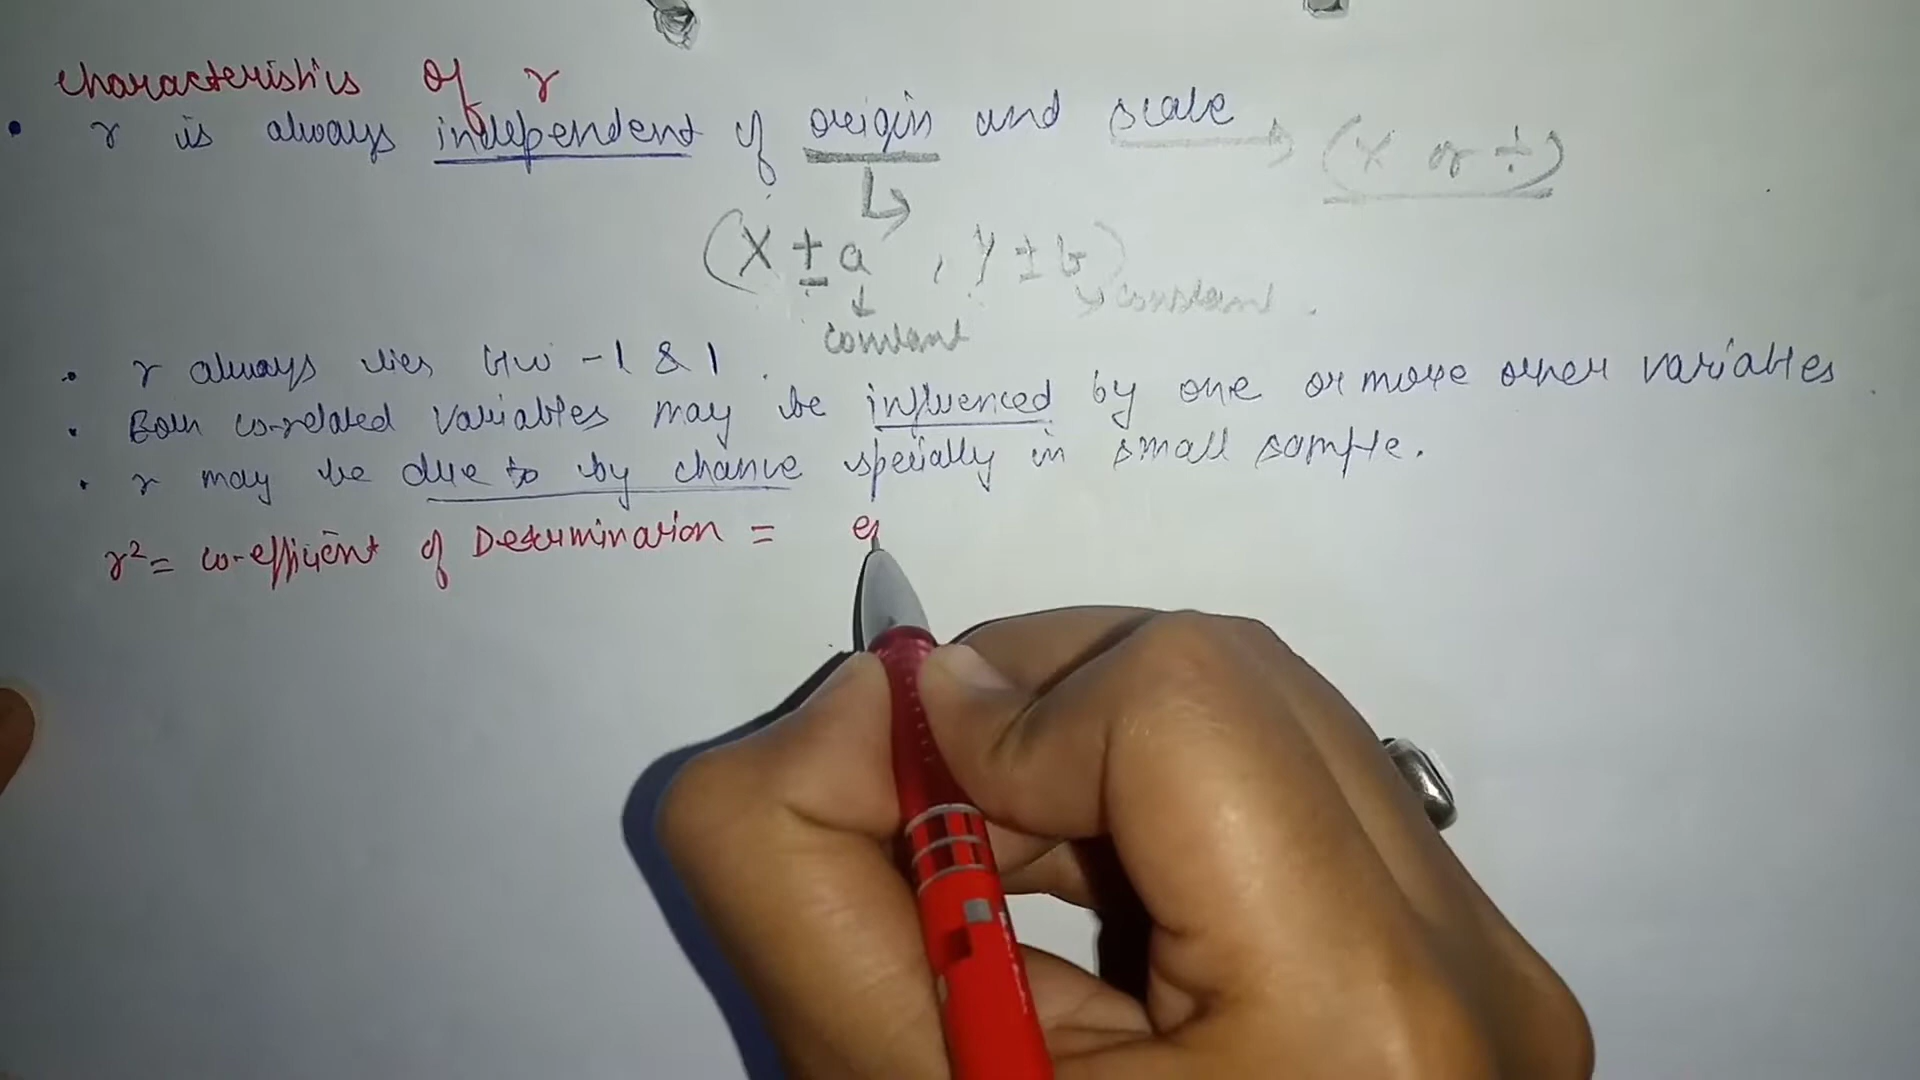 characteristics of r
• r is always independent of origin and scale → (x or ÷)
(X ± a , y ± b)
constant
constant
• r always lies btw -1 & 1.
• Both co-related variables may be influenced by one or more other variables
• r may be due to by chance specially in small sample.
r² = co-efficient of Determination =